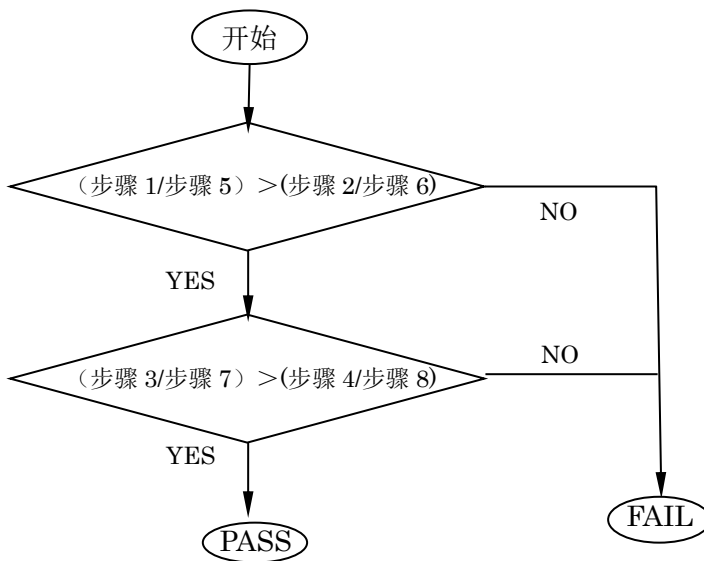 开始
（步骤 1/步骤 5）＞(步骤 2/步骤 6)
NO
YES
（步骤 3/步骤 7）＞(步骤 4/步骤 8)
NO
YES
PASS
FAIL